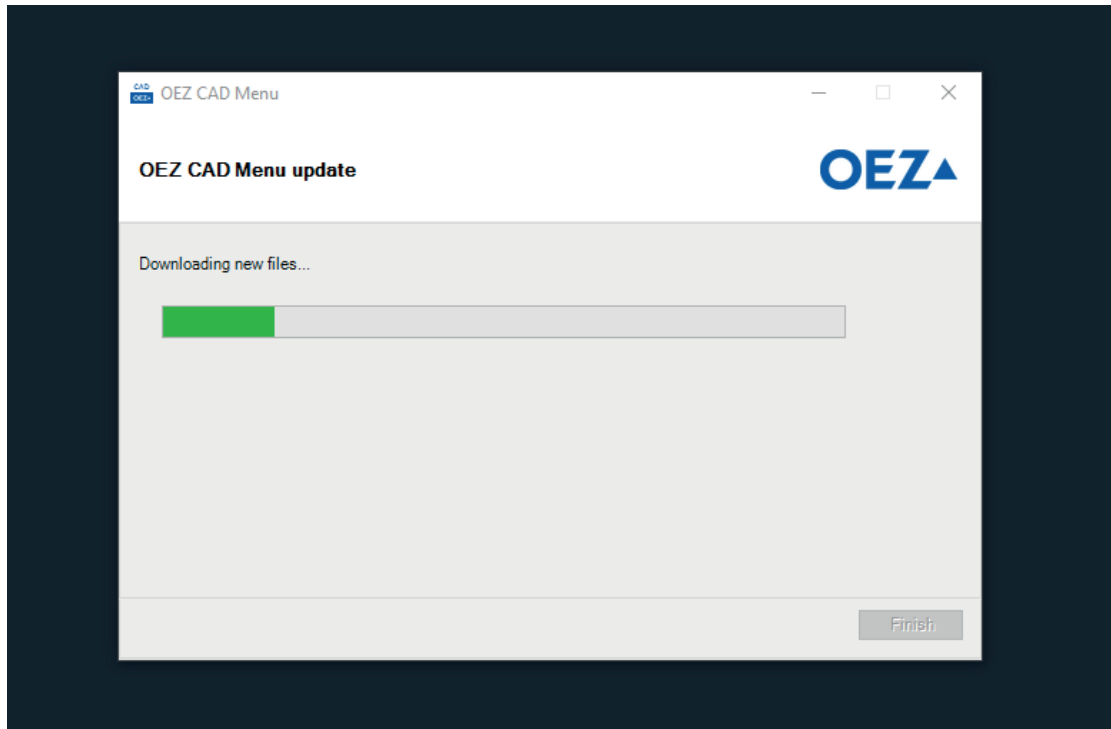 CAD
OEZ
OEZ CAD Menu
OEZ CAD Menu update
OEZ
Downloading new files...
Finish